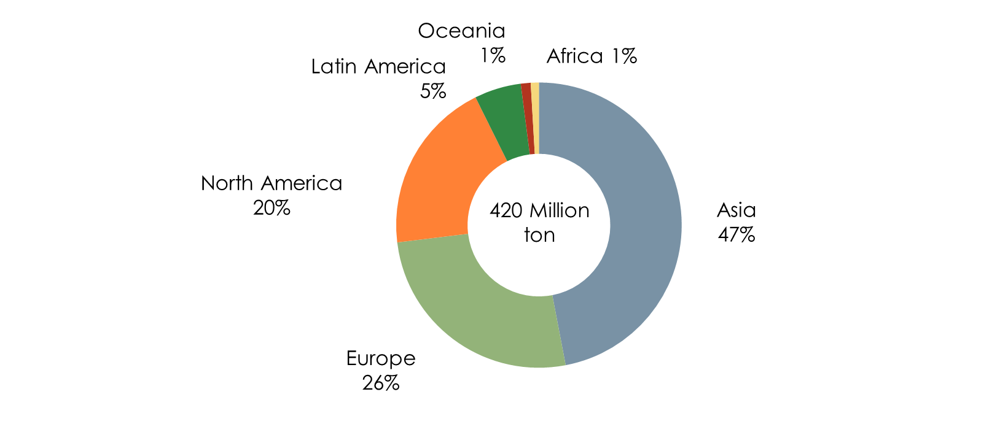 Oceania
1%
Africa 1%
Latin America
5%
North America
20%
420 Million
ton
Asia
47%
Europe
26%